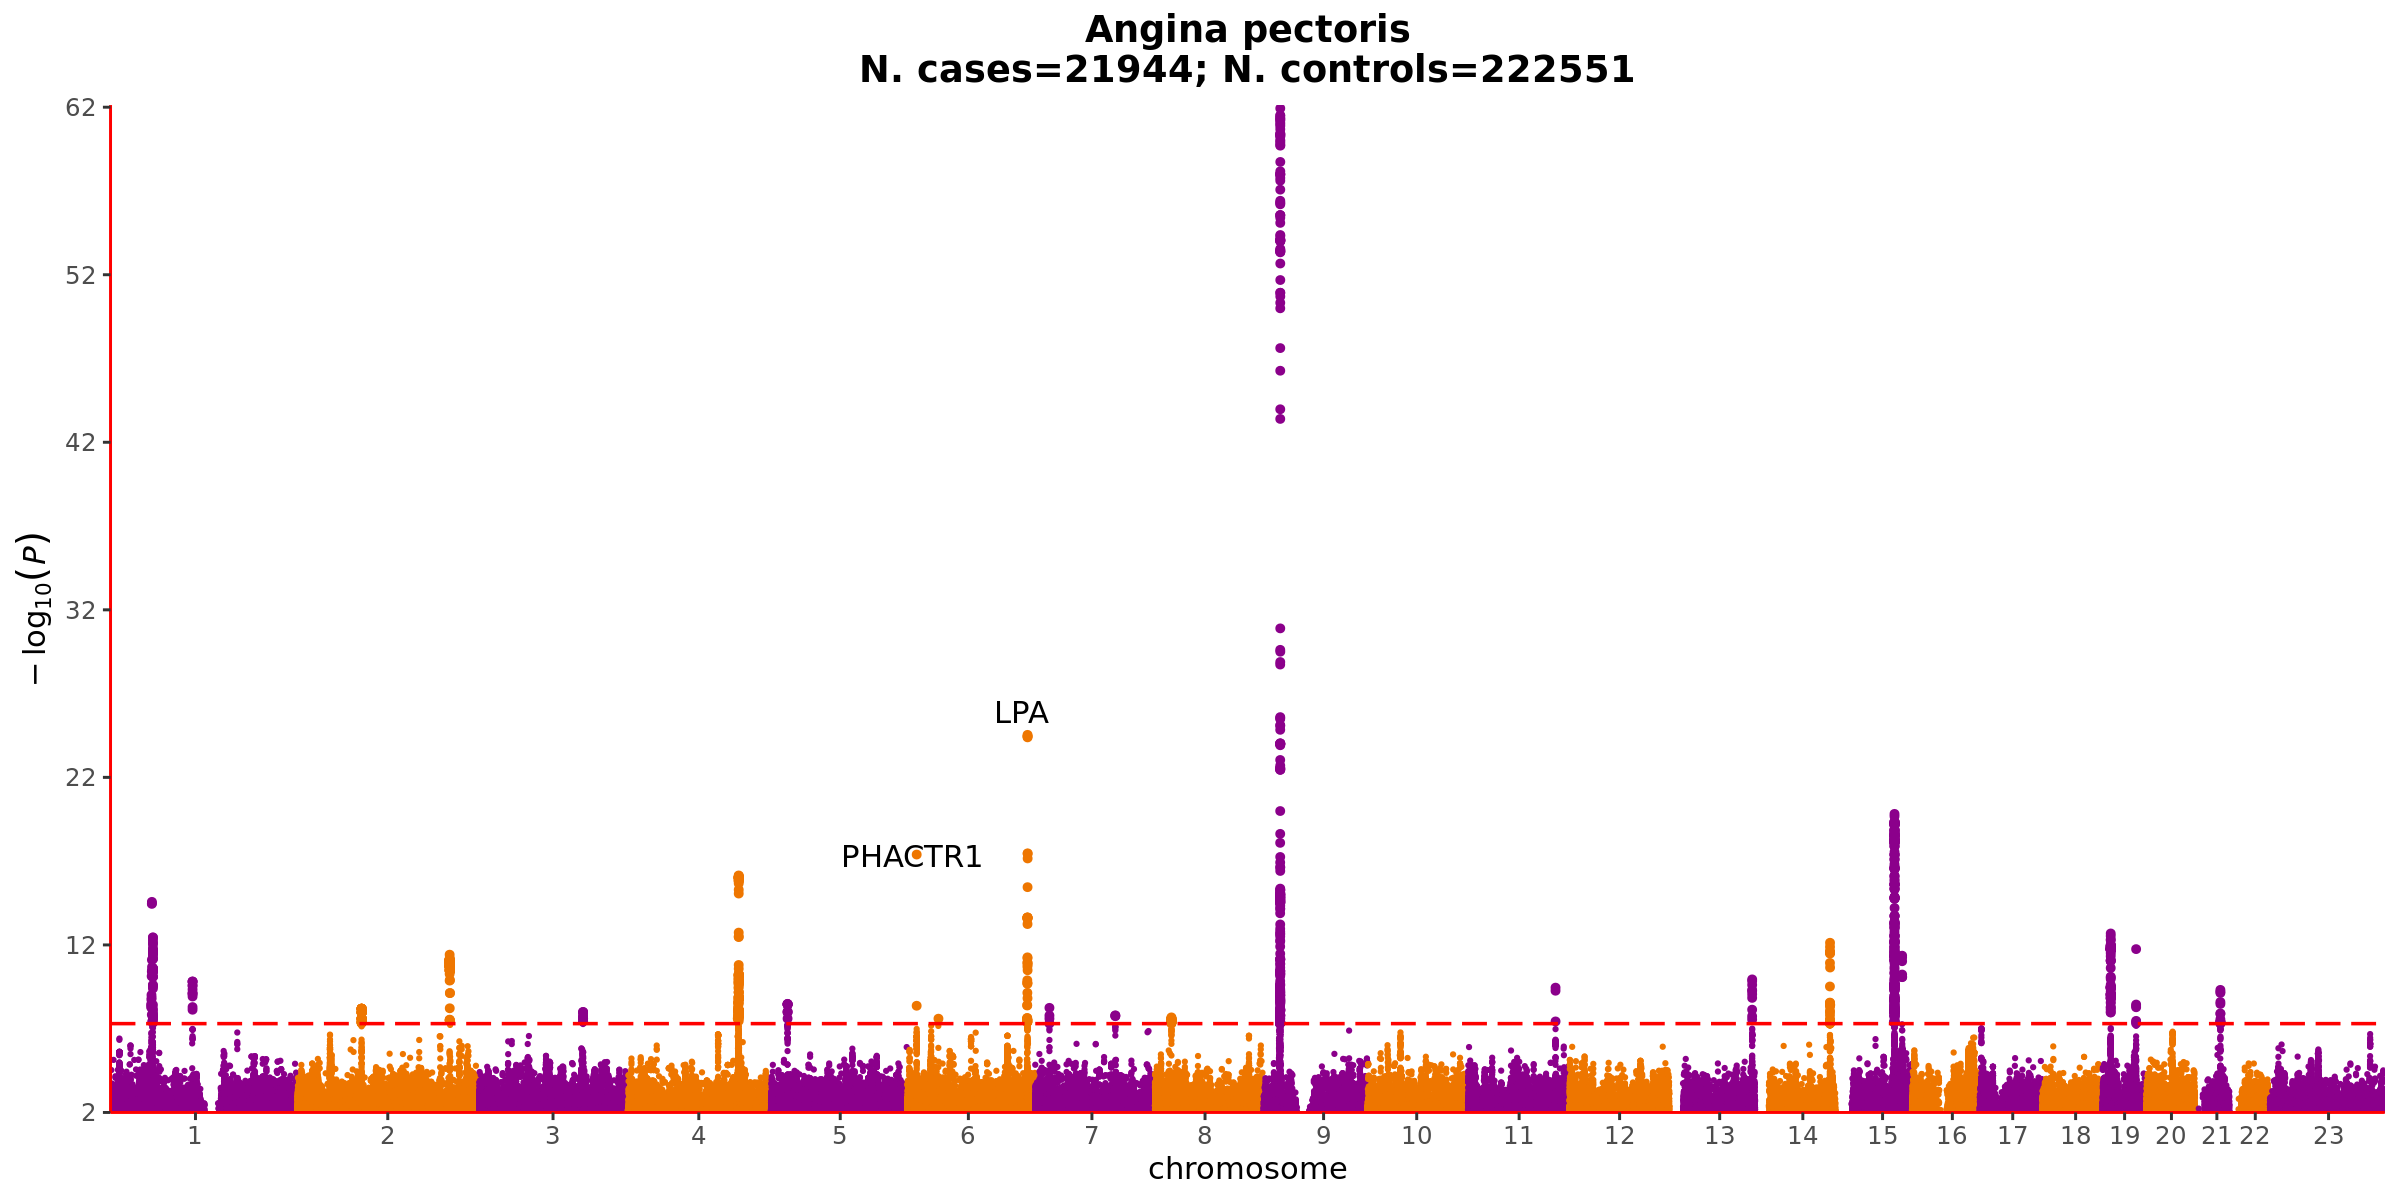 Angina pectoris
N. cases=21944; N. controls=222551
62
52
42
32
22
12
2
− log10(P)
LPA
PHACTR1
1 2 3 4 5 6 7 8 9 10 11 12 13 14 15 16 17 18 19 20 21 22 23
chromosome